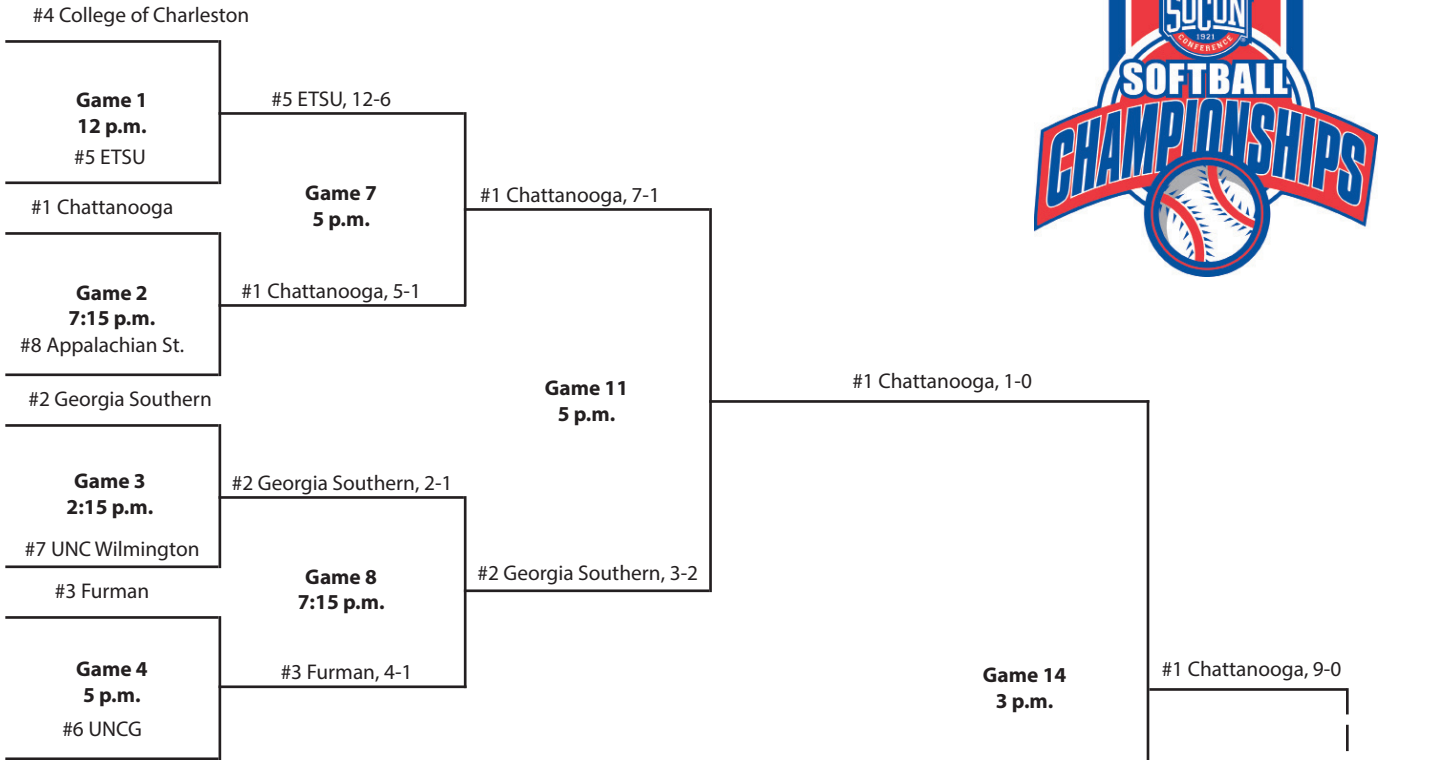 #4 College of Charleston
Game 1
12 p.m.
#5 ETSU
#5 ETSU, 12-6
#1 Chattanooga
Game 2
7:15 p.m.
#8 Appalachian St.
#1 Chattanooga, 5-1
Game 7
5 p.m.
#1 Chattanooga, 7-1
#2 Georgia Southern
Game 3
2:15 p.m.
#7 UNC Wilmington
#2 Georgia Southern, 2-1
#3 Furman
Game 4
5 p.m.
#6 UNCG
#3 Furman, 4-1
Game 8
7:15 p.m.
#2 Georgia Southern, 3-2
Game 11
5 p.m.
#1 Chattanooga, 1-0
Game 14
3 p.m.
#1 Chattanooga, 9-0
SOCON
1921
CONFERENCE
SOFTBALL
CHAMPIONSHIPS